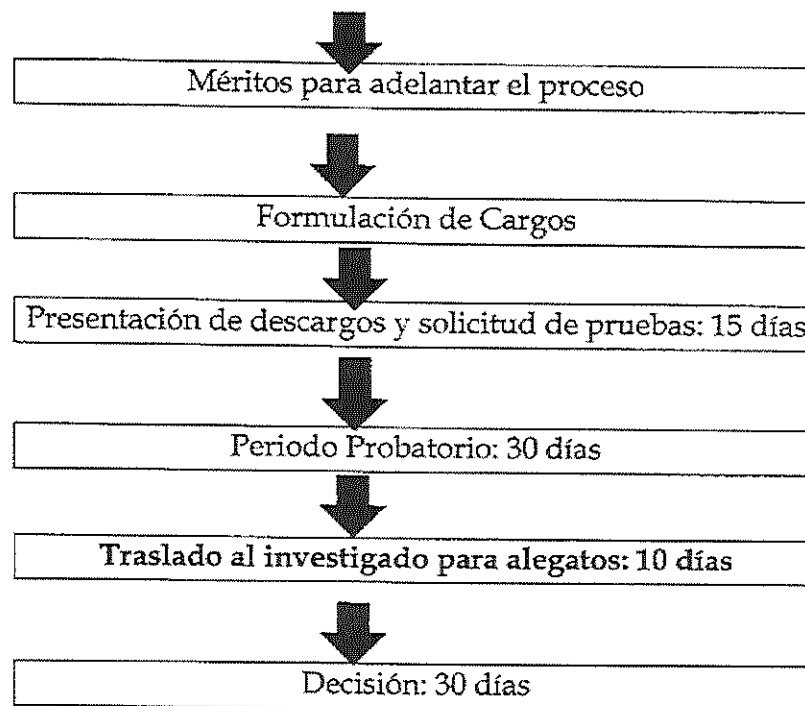 Méritos para adelantar el proceso
Formulación de Cargos
Presentación de descargos y solicitud de pruebas: 15 días
Periodo Probatorio: 30 días
Traslado al investigado para alegatos: 10 días
Decisión: 30 días